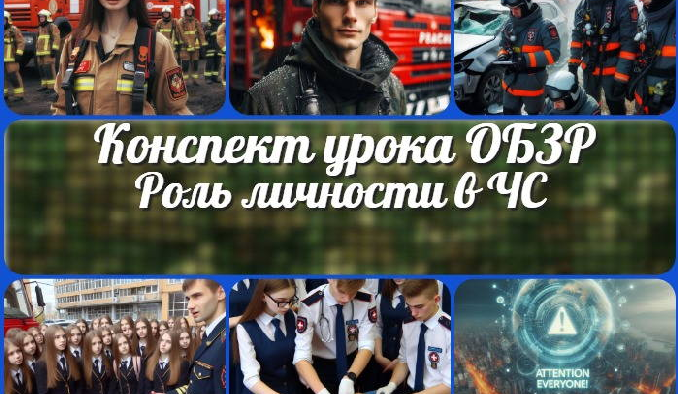 Конспект урока ОБЗР
Роль личности в ЧС
ATTENTION
EVERYONE!